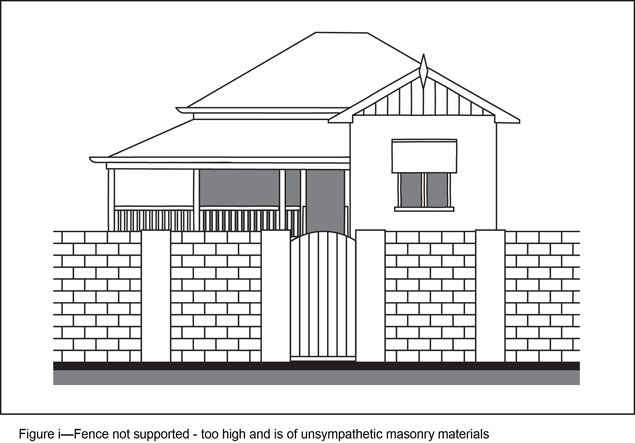 Figure i—Fence not supported - too high and is of unsympathetic masonry materials